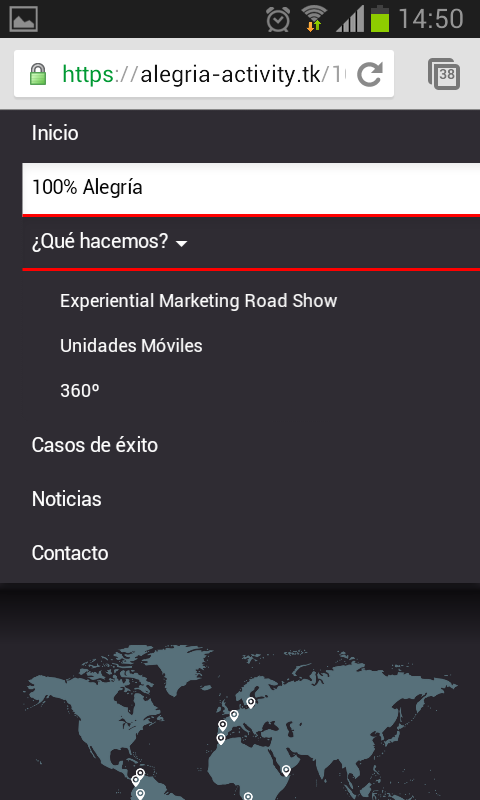 14:50
https://alegria-activity.tk/1
38
Inicio
100% Alegría
¿Qué hacemos?
Experiential Marketing Road Show
Unidades Móviles
360º
Casos de éxito
Noticias
Contacto